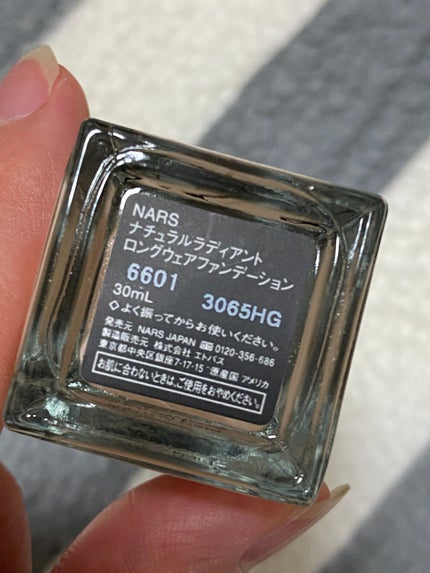 NARS
ナチュラルラディアント
ロングウェアファンデーション
6601 3065HG
30mL
◇よく振ってからお使いください。
発売元 NARS JAPAN 0120-356-686
製造販売元 株式会社 エトバス
東京都中央区銀座7-17-15 原産国 アメリカ
お肌に合わないときは、ご使用をおやめください。